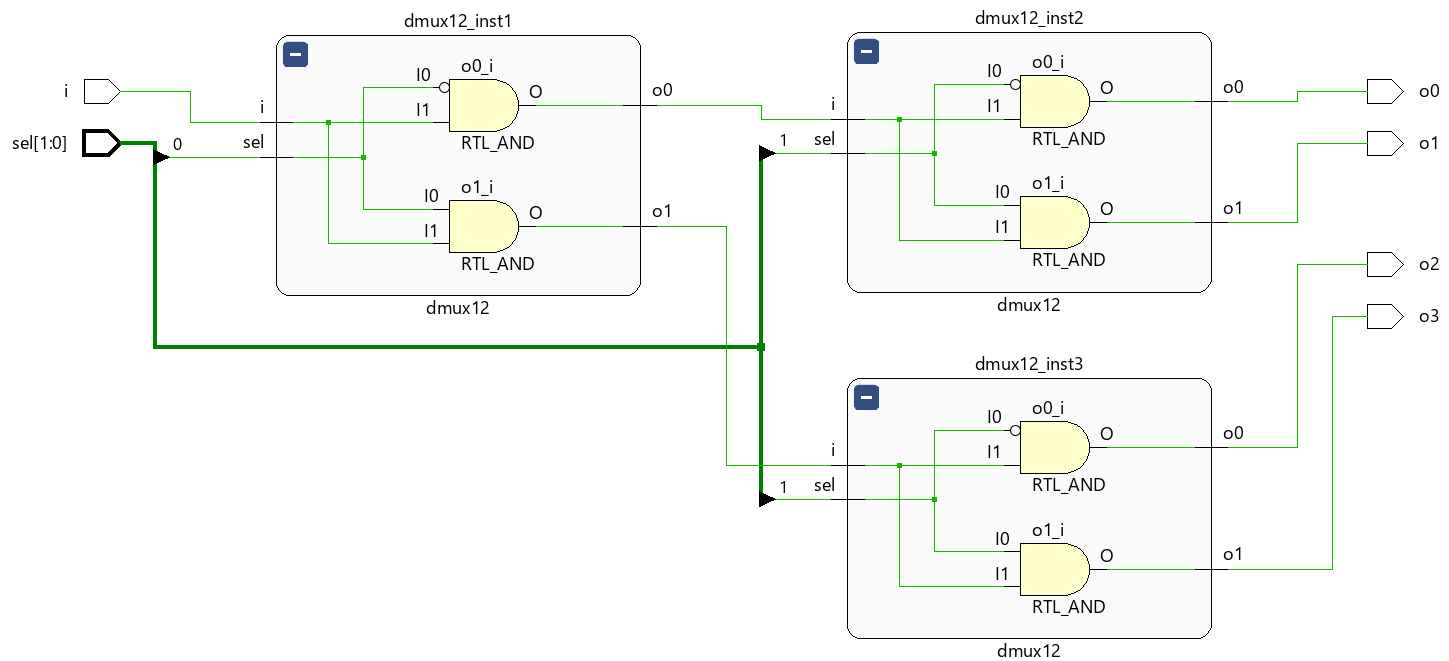 dmux12_inst1
i
sel[1:0]
0
i
sel
I0
I1
o0_i
O
RTL_AND
o0
I0
I1
o1_i
O
RTL_AND
o1
dmux12
dmux12_inst2
i
1
sel
I0
I1
o0_i
O
RTL_AND
o0
I0
I1
o1_i
O
RTL_AND
o1
dmux12
dmux12_inst3
i
1
sel
I0
I1
o0_i
O
RTL_AND
o0
I0
I1
o1_i
O
RTL_AND
o1
dmux12
o0
o1
o2
o3